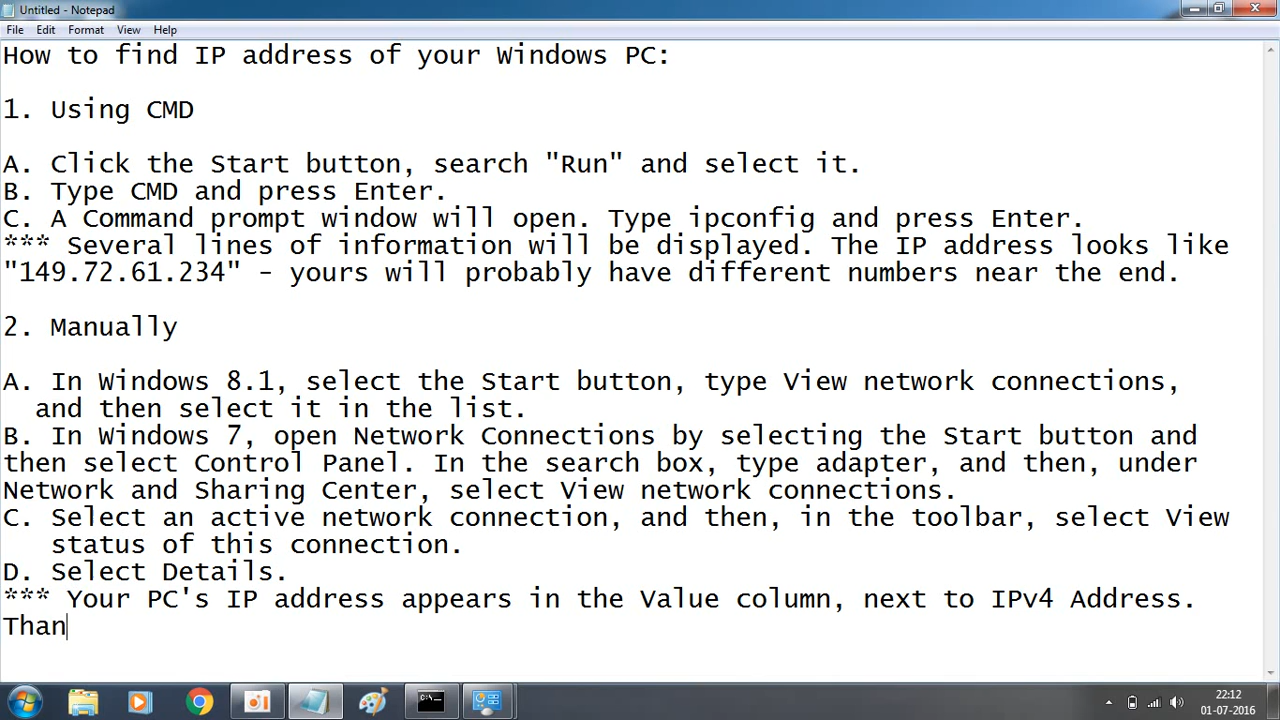 Untitled - Notepad
File Edit Format View Help
How to find IP address of your Windows PC:
1. Using CMD
A. Click the Start button, search "Run" and select it.
B. Type CMD and press Enter.
C. A Command prompt window will open. Type ipconfig and press Enter.
*** Several lines of information will be displayed. The IP address looks like
"149.72.61.234" - yours will probably have different numbers near the end.
2. Manually
A. In Windows 8.1, select the Start button, type View network connections,
and then select it in the list.
B. In Windows 7, open Network Connections by selecting the Start button and
then select Control Panel. In the search box, type adapter, and then, under
Network and Sharing Center, select View network connections.
C. Select an active network connection, and then, in the toolbar, select View
status of this connection.
D. Select Details.
*** Your PC's IP address appears in the Value column, next to IPv4 Address.
Than
22:12
01-07-2016